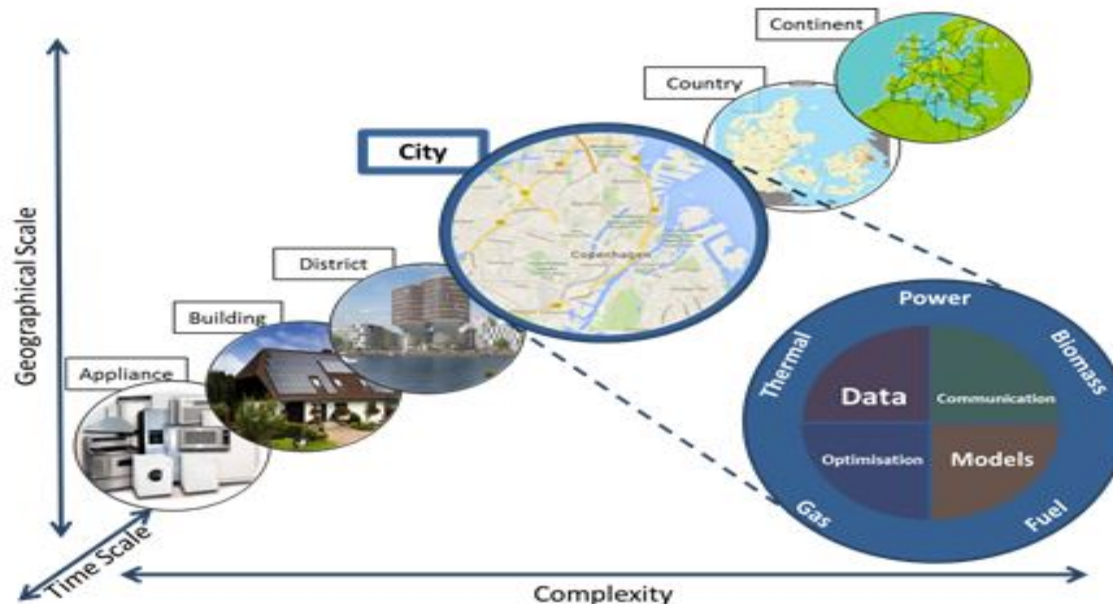 Continent
Country
City
District
Building
Appliance
Geographical Scale
Time Scale
Complexity
Copenhagen
Power
Thermal
Biomass
Data
Communication
Optimisation
Models
Gas
Fuel